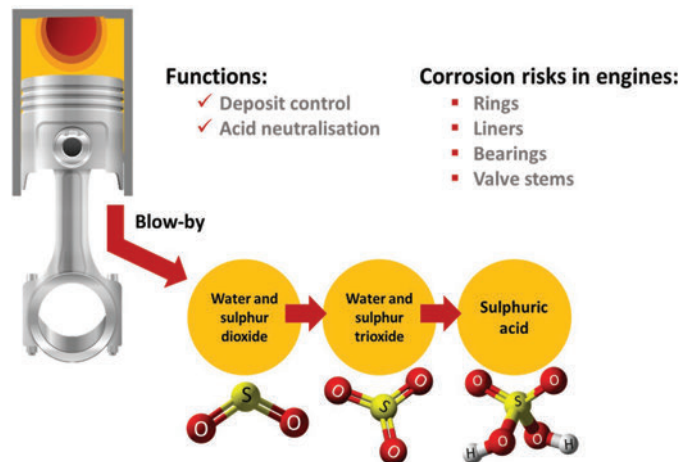 Functions:
✓ Deposit control
✓ Acid neutralisation
Corrosion risks in engines:
▪ Rings
▪ Liners
▪ Bearings
▪ Valve stems
Blow-by
Water and
sulphur
dioxide
Water and
sulphur
trioxide
Sulphuric
acid
S
O O
O O
S
O
O O
S
O O
H H